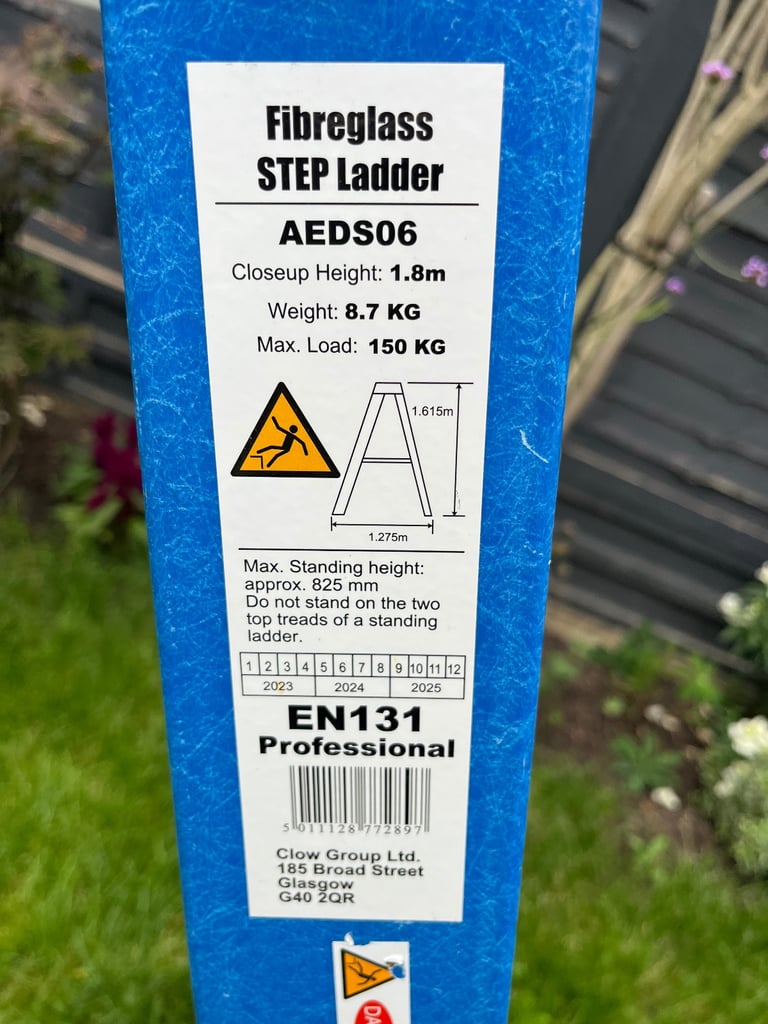 Fibreglass
STEP Ladder
AEDS06
Closeup Height: 1.8m
Weight: 8.7 KG
Max. Load: 150 KG
1.615m
1.275m
Max. Standing height:
approx. 825 mm
Do not stand on the two
top treads of a standing
ladder.
1 2 3 4 5 6 7 8 9 10 11 12
2023 2024 2025
EN131
Professional
5 011128 772897
Clow Group Ltd.
185 Broad Street
Glasgow
G40 2QR